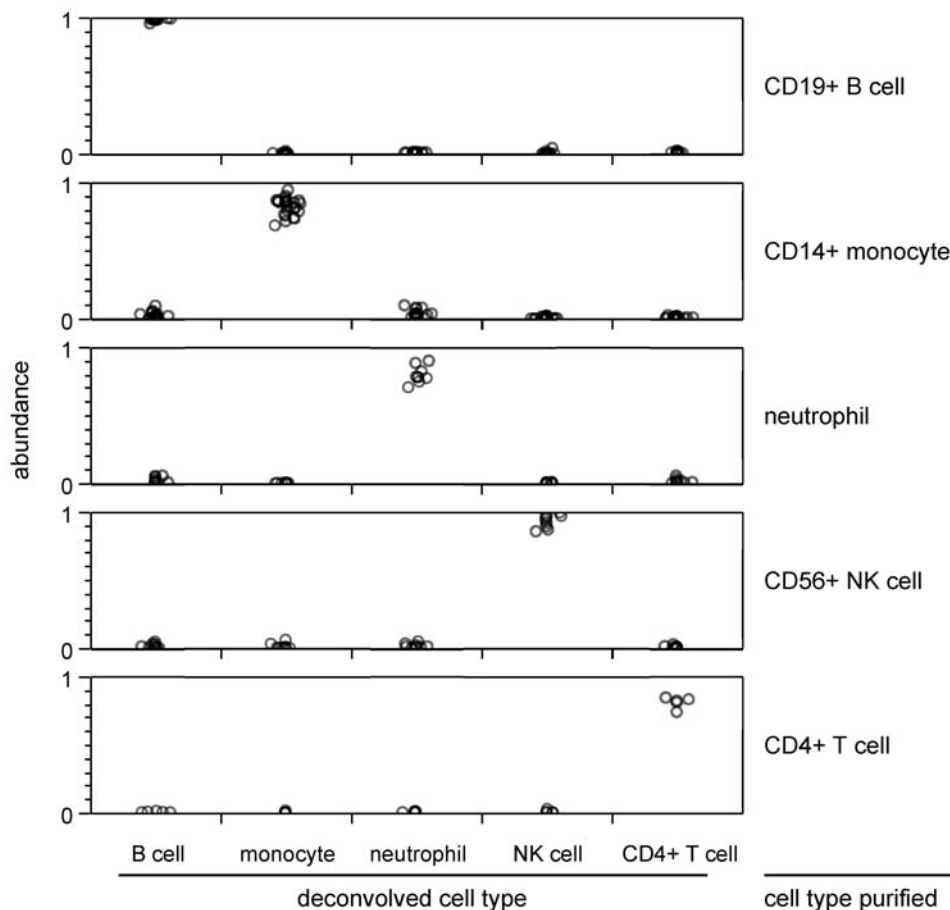 1
0
CD19+ B cell
1
0
CD14+ monocyte
abundance
1
0
neutrophil
1
0
CD56+ NK cell
1
0
CD4+ T cell
B cell monocyte neutrophil NK cell CD4+ T cell
deconvolved cell type cell type purified